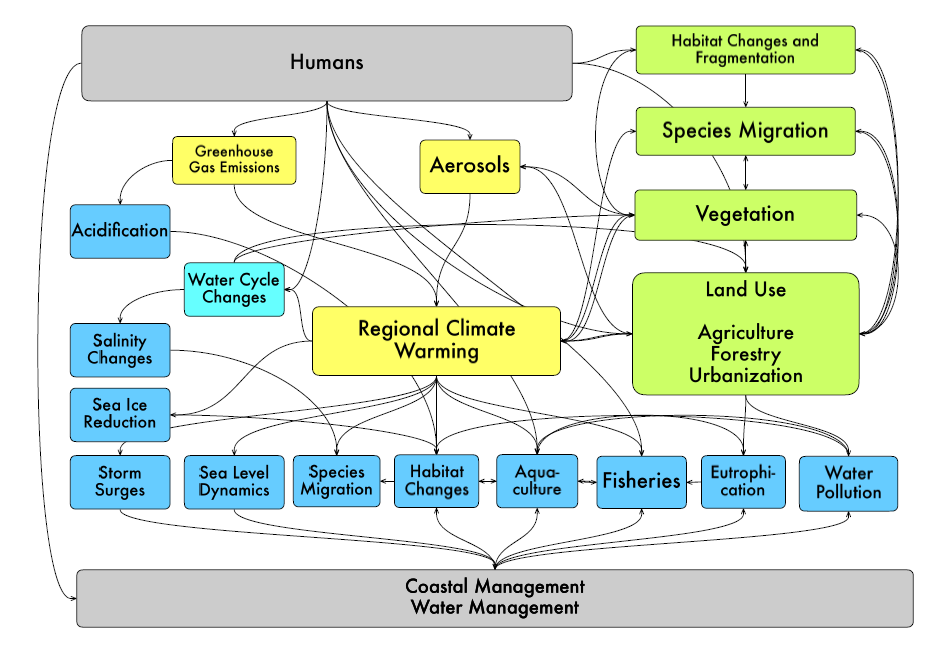 Humans
Habitat Changes and
Fragmentation
Species Migration
Greenhouse
Gas Emissions
Aerosols
Vegetation
Acidification
Water Cycle
Changes
Land Use
Agriculture
Forestry
Urbanization
Regional Climate
Warming
Salinity
Changes
Sea Ice
Reduction
Storm
Surges
Sea Level
Dynamics
Species
Migration
Habitat
Changes
Aqua-
culture
Fisheries
Eutrophi-
cation
Water
Pollution
Coastal Management
Water Management